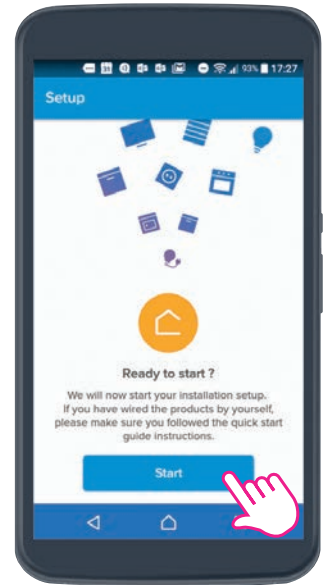 93% 17:27
Setup
Ready to start ?
We will now start your installation setup.
If you have wired the products by yourself,
please make sure you followed the quick start
guide instructions.
Start